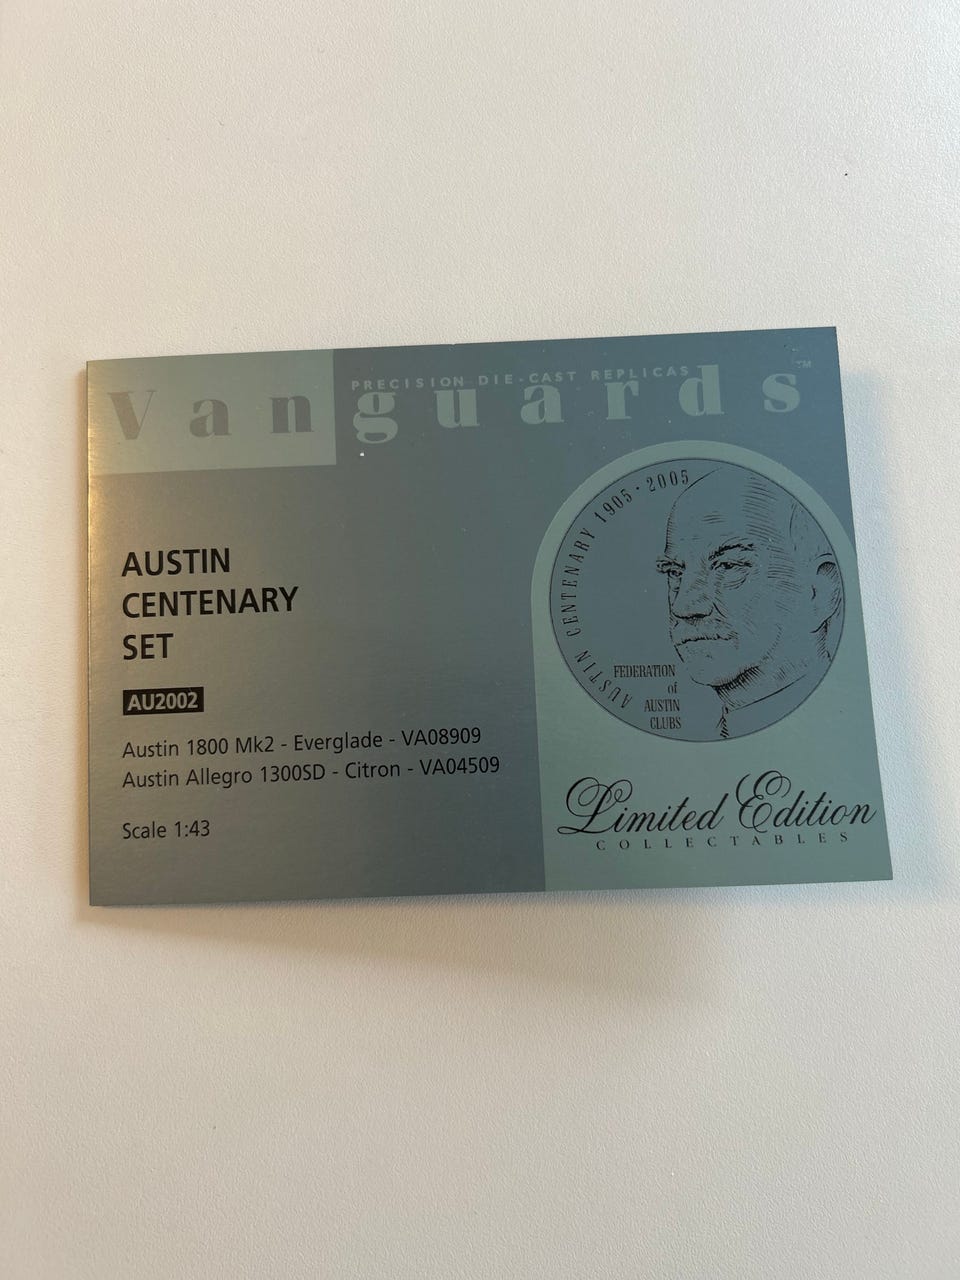 PRECISION DIE-CAST REPLICAS
Vanguards™
AUSTIN CENTENARY 1905 · 2005
FEDERATION
of
AUSTIN
CLUBS
AUSTIN
CENTENARY
SET
AU2002
Austin 1800 Mk2 - Everglade - VA08909
Austin Allegro 1300SD - Citron - VA04509
Scale 1:43
Limited Edition
COLLECTABLES